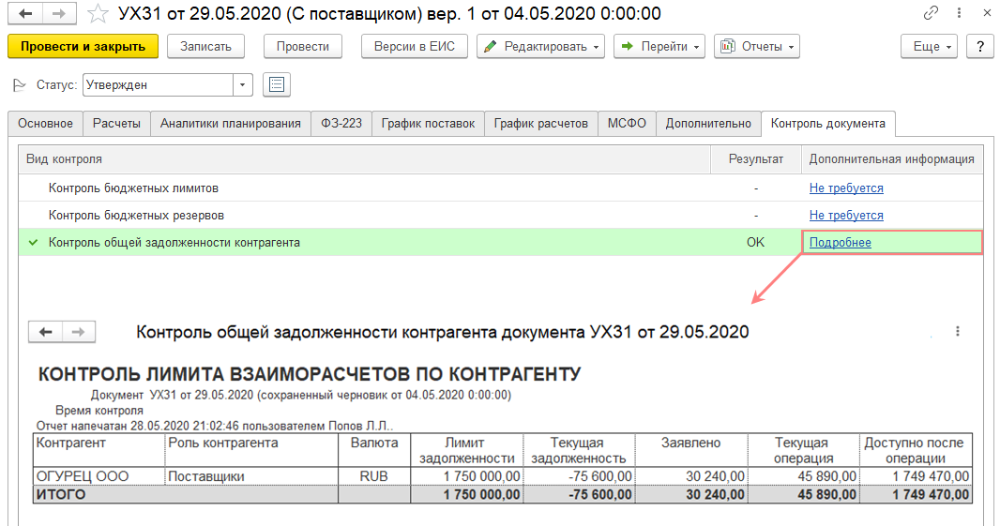 УХ31 от 29.05.2020 (С поставщиком) вер. 1 от 04.05.2020 0:00:00
Провести и закрыть Записать Провести Версии в ЕИС Редактировать Перейти Отчеты Еще ?
Статус: Утвержден
Основное Расчеты Аналитики планирования ФЗ-223 График поставок График расчетов МСФО Дополнительно Контроль документа
Вид контроля Результат Дополнительная информация
Контроль бюджетных лимитов - Не требуется
Контроль бюджетных резервов - Не требуется
Контроль общей задолженности контрагента OK Подробнее
Контроль общей задолженности контрагента документа УХ31 от 29.05.2020
КОНТРОЛЬ ЛИМИТА ВЗАИМОРАСЧЕТОВ ПО КОНТРАГЕНТУ
Документ УХ31 от 29.05.2020 (сохраненный черновик от 04.05.2020 0:00:00)
Время контроля
Отчет напечатан 28.05.2020 21:02:46 пользователем Попов Л.Л..
Контрагент Роль контрагента Валюта Лимит задолженности Текущая задолженность Заявлено Текущая операция Доступно после операции
ОГУРЕЦ ООО Поставщики RUB 1 750 000,00 -75 600,00 30 240,00 45 890,00 1 749 470,00
ИТОГО 1 750 000,00 -75 600,00 30 240,00 45 890,00 1 749 470,00